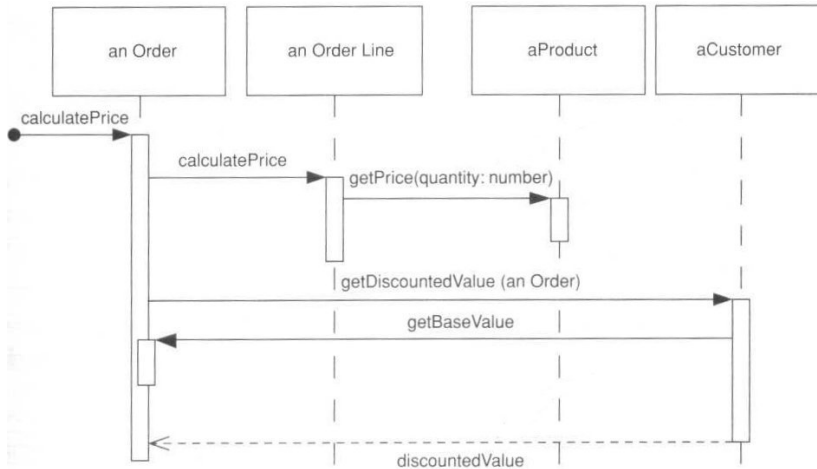 an Order
an Order Line
aProduct
aCustomer
calculatePrice
calculatePrice
getPrice(quantity: number)
getDiscountedValue (an Order)
getBaseValue
discountedValue